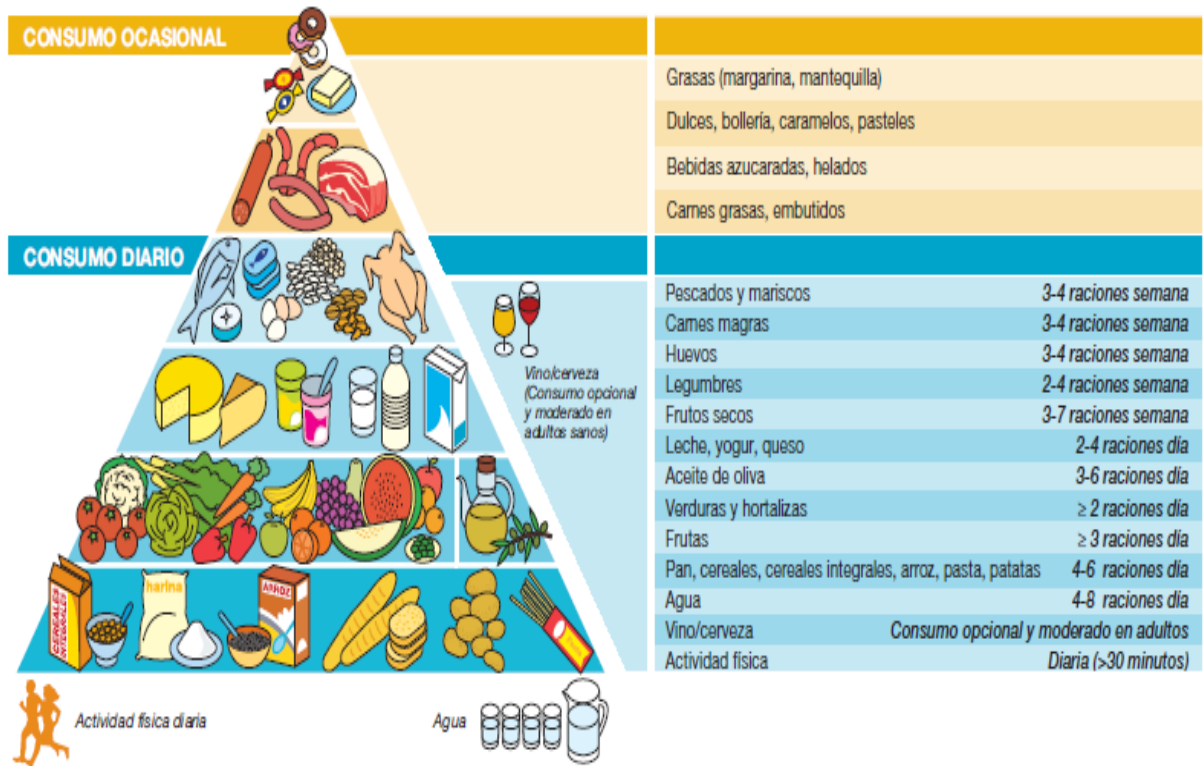 CONSUMO OCASIONAL
Grasas (margarina, mantequilla)
Dulces, bollería, caramelos, pasteles
Bebidas azucaradas, helados
Carnes grasas, embutidos
CONSUMO DIARIO
Vino/cerveza
(Consumo opcional
y moderado en
adultos sanos)
Pescados y mariscos 3-4 raciones semana
Carnes magras 3-4 raciones semana
Huevos 3-4 raciones semana
Legumbres 2-4 raciones semana
Frutos secos 3-7 raciones semana
Leche, yogur, queso 2-4 raciones día
Aceite de oliva 3-6 raciones día
Verduras y hortalizas ≥ 2 raciones día
Frutas ≥ 3 raciones día
Pan, cereales, cereales integrales, arroz, pasta, patatas 4-6 raciones día
Agua 4-8 raciones día
Vino/cerveza Consumo opcional y moderado en adultos
Actividad física Diaria (>30 minutos)
CEREALES
INTEGRALES
harina
ARROZ
Actividad física diaria
Agua